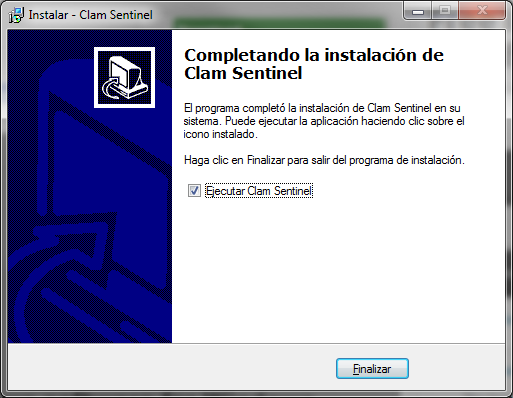 Instalar - Clam Sentinel
Completando la instalación de
Clam Sentinel
El programa completó la instalación de Clam Sentinel en su
sistema. Puede ejecutar la aplicación haciendo clic sobre el
icono instalado.
Haga clic en Finalizar para salir del programa de instalación.
Ejecutar Clam Sentinel
Finalizar